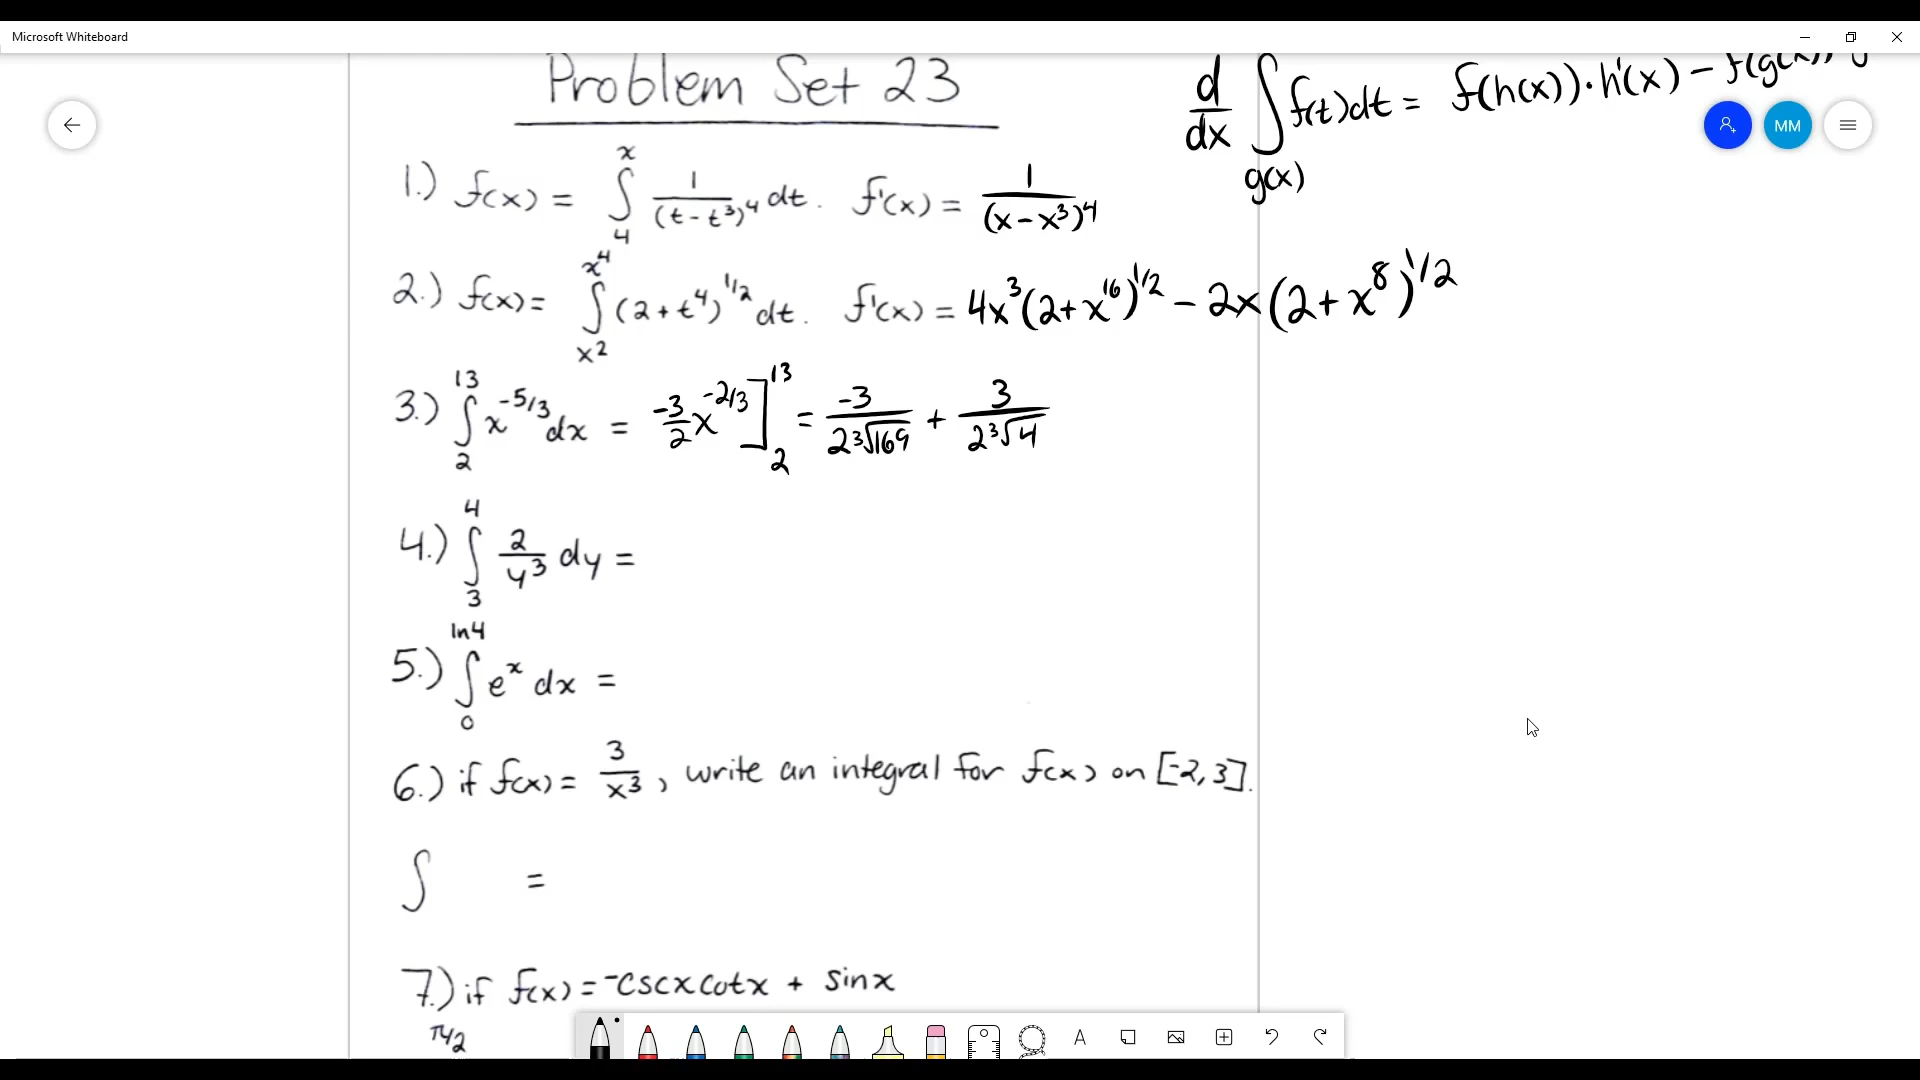 Microsoft Whiteboard
Problem Set 23
d/dx ∫_{g(x)} f(t)dt = f(h(x))·h'(x) − f(g(x))
MM
1.) f(x) = ∫_4^x 1/(t-t³)⁴ dt. f'(x) = 1/(x-x³)⁴
2.) f(x) = ∫_{x²}^{x⁴} (2+t⁴)^{1/2} dt. f'(x) = 4x³(2+x¹⁶)^{1/2} − 2x(2+x⁸)^{1/2}
3.) ∫_2^{13} x^{-5/3} dx = -3/2 x^{-2/3}]_2^{13} = -3/(2∛169) + 3/(2∛4)
4.) ∫_3^4 2/y³ dy =
5.) ∫_0^{ln4} eˣ dx =
6.) if f(x) = 3/x³, write an integral for f(x) on [-2,3].
∫ =
7.) if f(x) = -cscxcotx + sinx
π/2
A